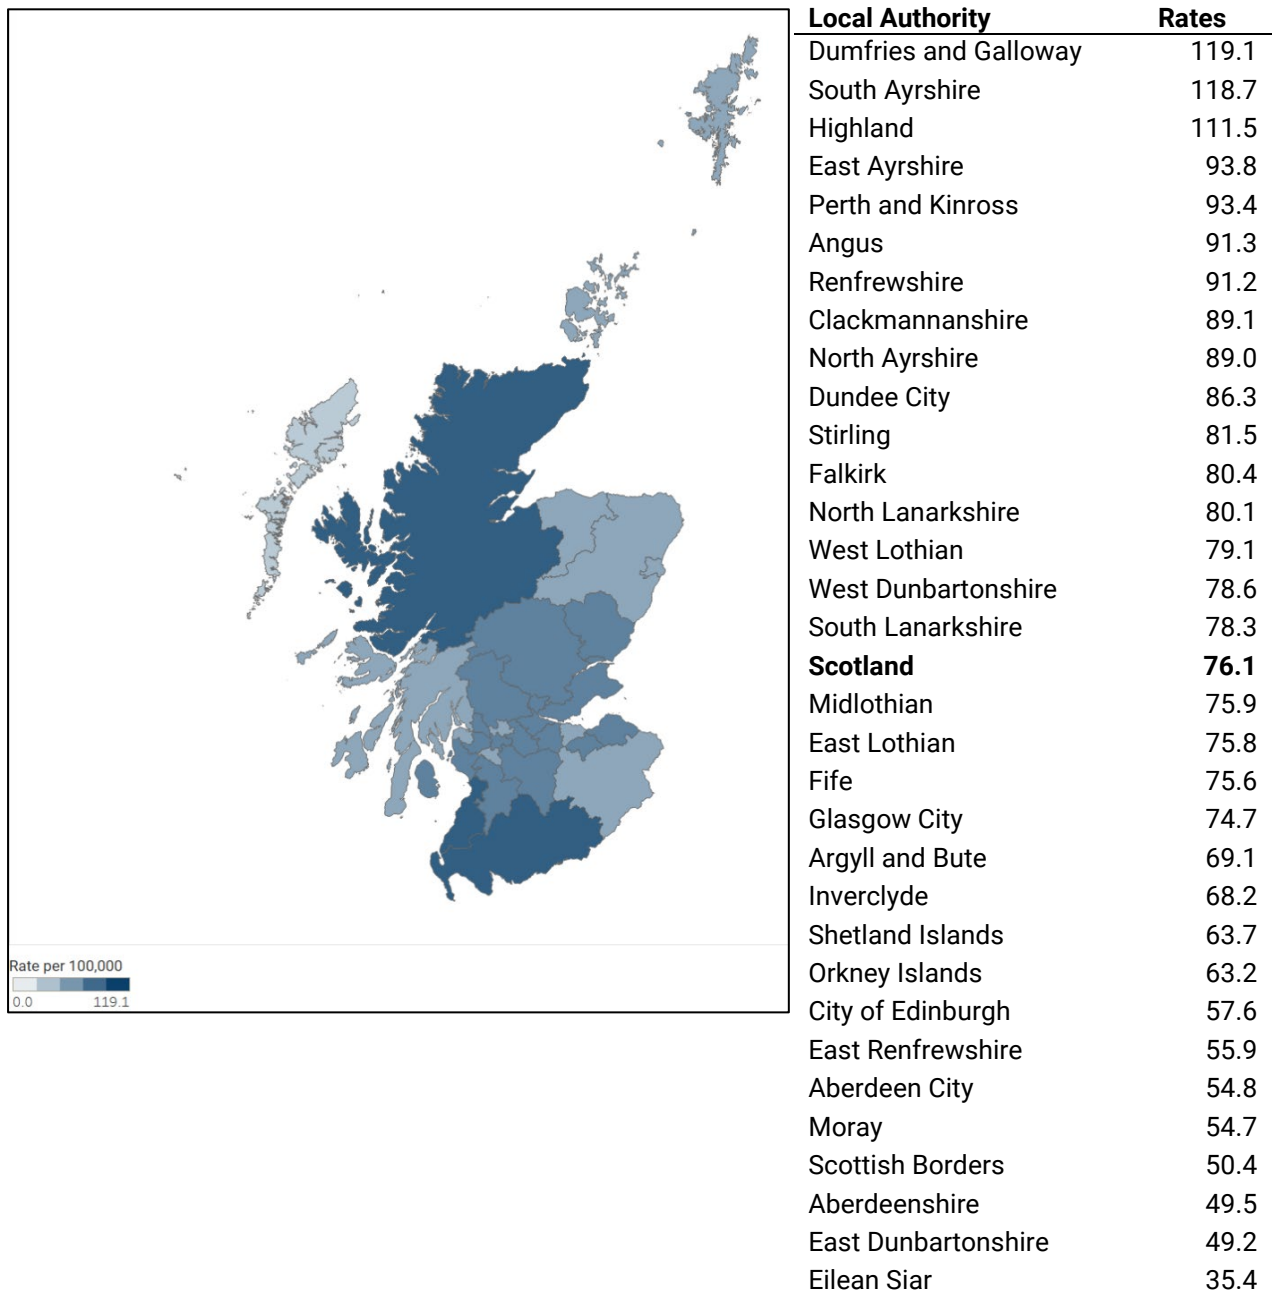 Local Authority Rates
Dumfries and Galloway 119.1
South Ayrshire 118.7
Highland 111.5
East Ayrshire 93.8
Perth and Kinross 93.4
Angus 91.3
Renfrewshire 91.2
Clackmannanshire 89.1
North Ayrshire 89.0
Dundee City 86.3
Stirling 81.5
Falkirk 80.4
North Lanarkshire 80.1
West Lothian 79.1
West Dunbartonshire 78.6
South Lanarkshire 78.3
Scotland 76.1
Midlothian 75.9
East Lothian 75.8
Fife 75.6
Glasgow City 74.7
Argyll and Bute 69.1
Inverclyde 68.2
Shetland Islands 63.7
Orkney Islands 63.2
City of Edinburgh 57.6
East Renfrewshire 55.9
Aberdeen City 54.8
Moray 54.7
Scottish Borders 50.4
Aberdeenshire 49.5
East Dunbartonshire 49.2
Eilean Siar 35.4
Rate per 100,000
0.0 119.1